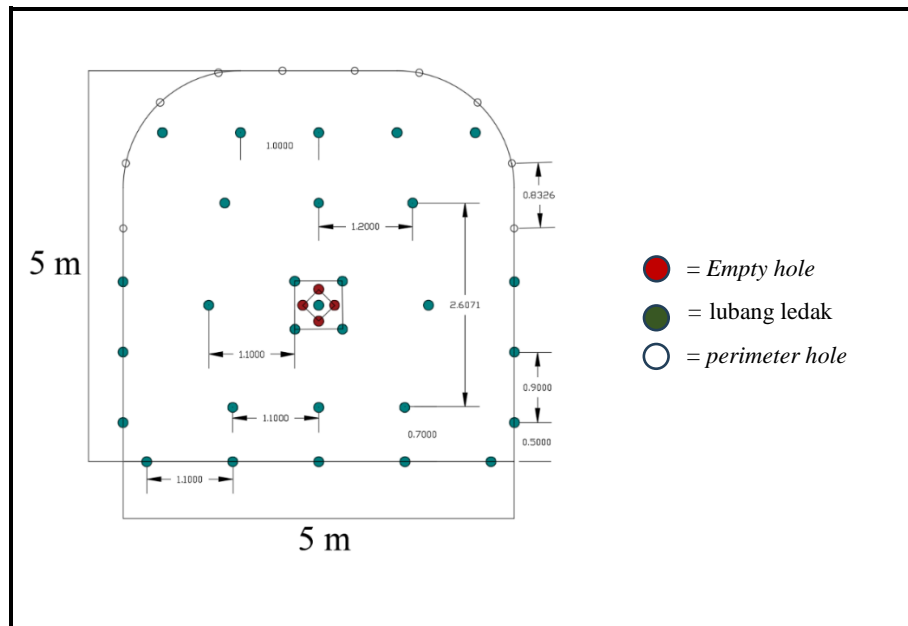 1.0000
0.8326
1.2000
5 m
2.6071
= Empty hole
= lubang ledak
= perimeter hole
1.1000
0.9000
1.1000
0.7000
0.5000
1.1000
5 m